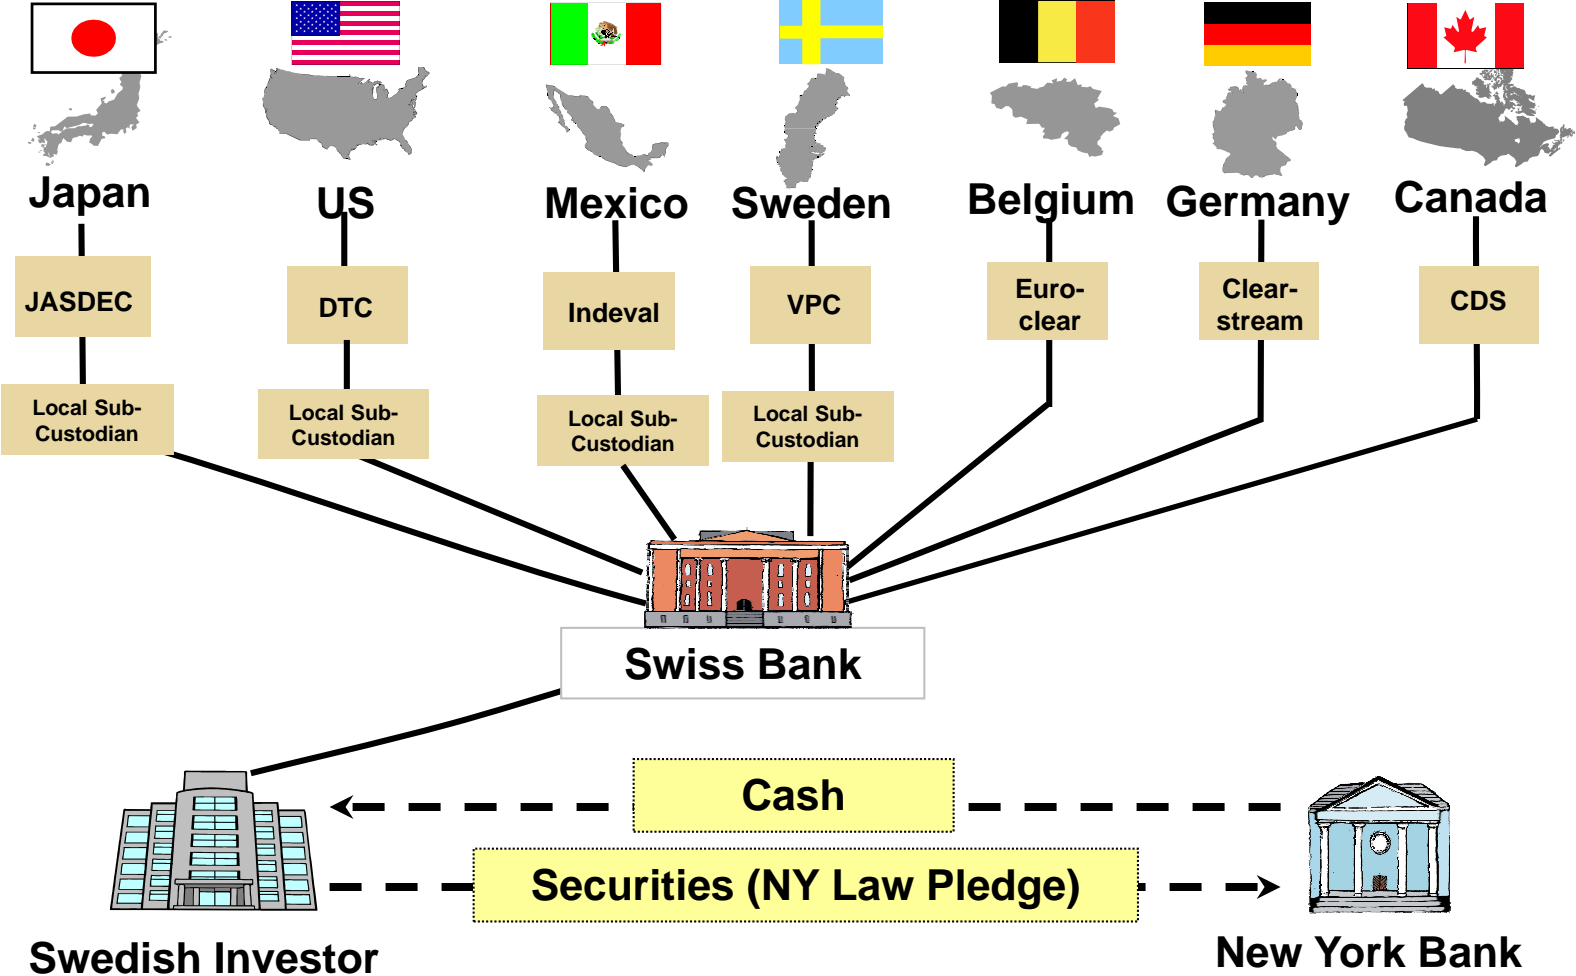 Japan
US
Mexico
Sweden
Belgium
Germany
Canada
JASDEC
DTC
Indeval
VPC
Euro-
clear
Clear-
stream
CDS
Local Sub-
Custodian
Local Sub-
Custodian
Local Sub-
Custodian
Local Sub-
Custodian
Swiss Bank
Cash
Securities (NY Law Pledge)
Swedish Investor
New York Bank